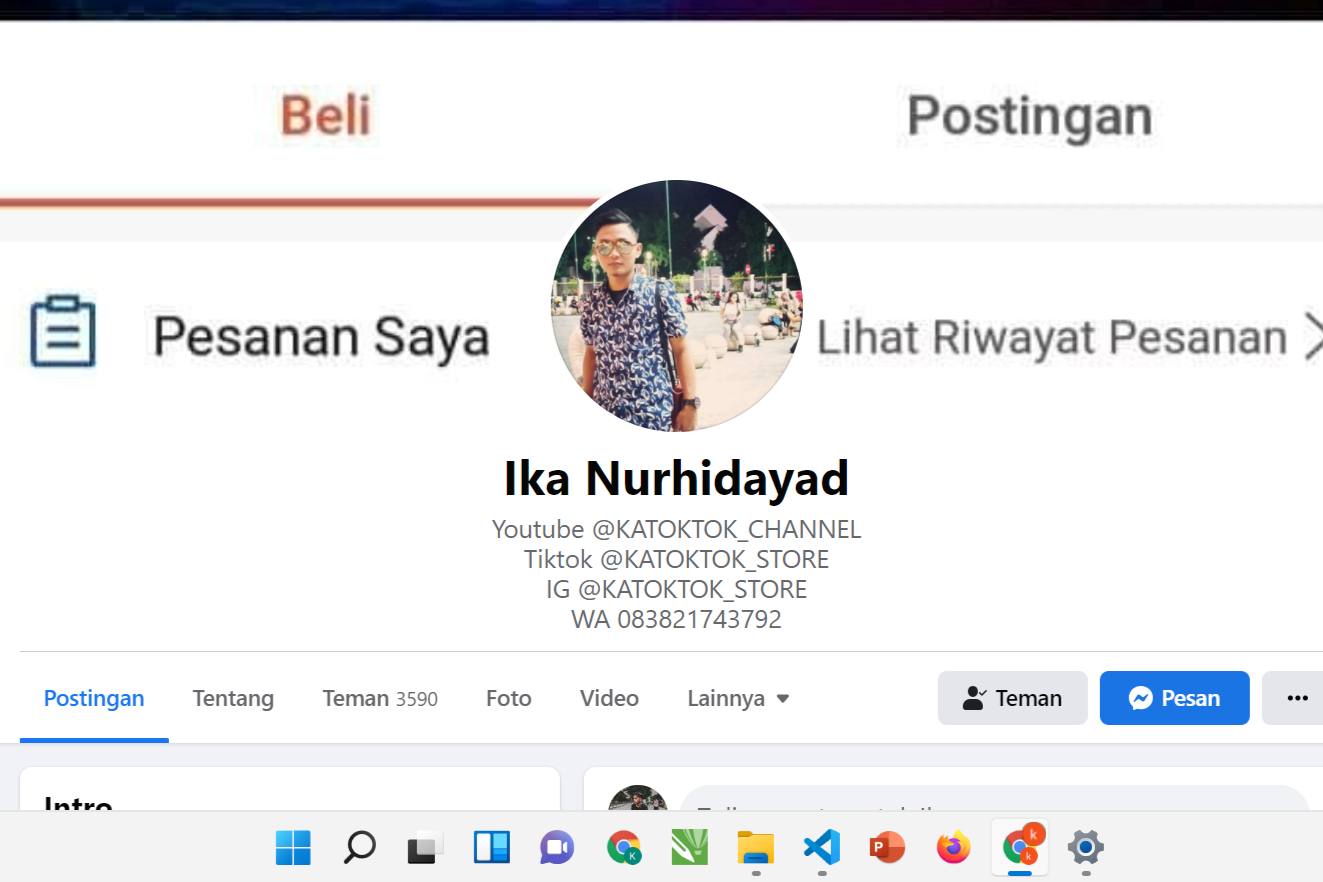 Beli
Postingan
Pesanan Saya
Lihat Riwayat Pesanan
Ika Nurhidayad
Youtube @KATOKTOK_CHANNEL
Tiktok @KATOKTOK_STORE
IG @KATOKTOK_STORE
WA 083821743792
Postingan Tentang Teman 3590 Foto Video Lainnya Teman Pesan
Intro
K P k k